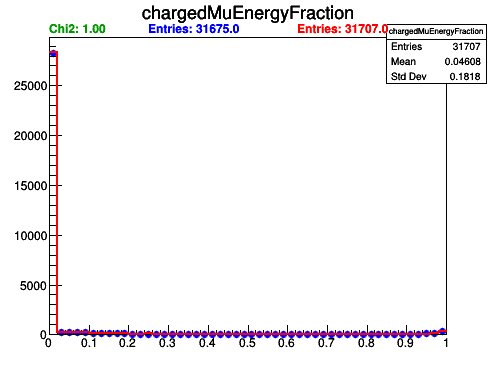 chargedMuEnergyFraction
Chi2: 1.00 Entries: 31675.0 Entries: 31707.0
chargedMuEnergyFraction
Entries 31707
Mean 0.04608
Std Dev 0.1818
25000
20000
15000
10000
5000
0
0 0.1 0.2 0.3 0.4 0.5 0.6 0.7 0.8 0.9 1